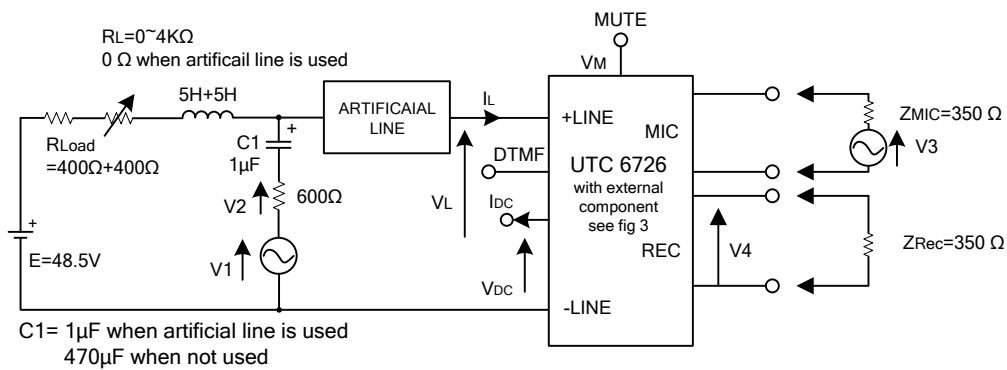 RL=0~4KΩ
0 Ω when artificail line is used
MUTE
VM
5H+5H
ARTIFICAIAL
LINE
IL
+LINE
MIC
ZMIC=350 Ω
V3
RLoad
=400Ω+400Ω
+
C1
1µF
DTMF
UTC 6726
with external
component
see fig 3
V2
600Ω
VL
IDC
+
E=48.5V
V1
VDC
REC
V4
ZRec=350 Ω
-LINE
C1= 1µF when artificial line is used
470µF when not used